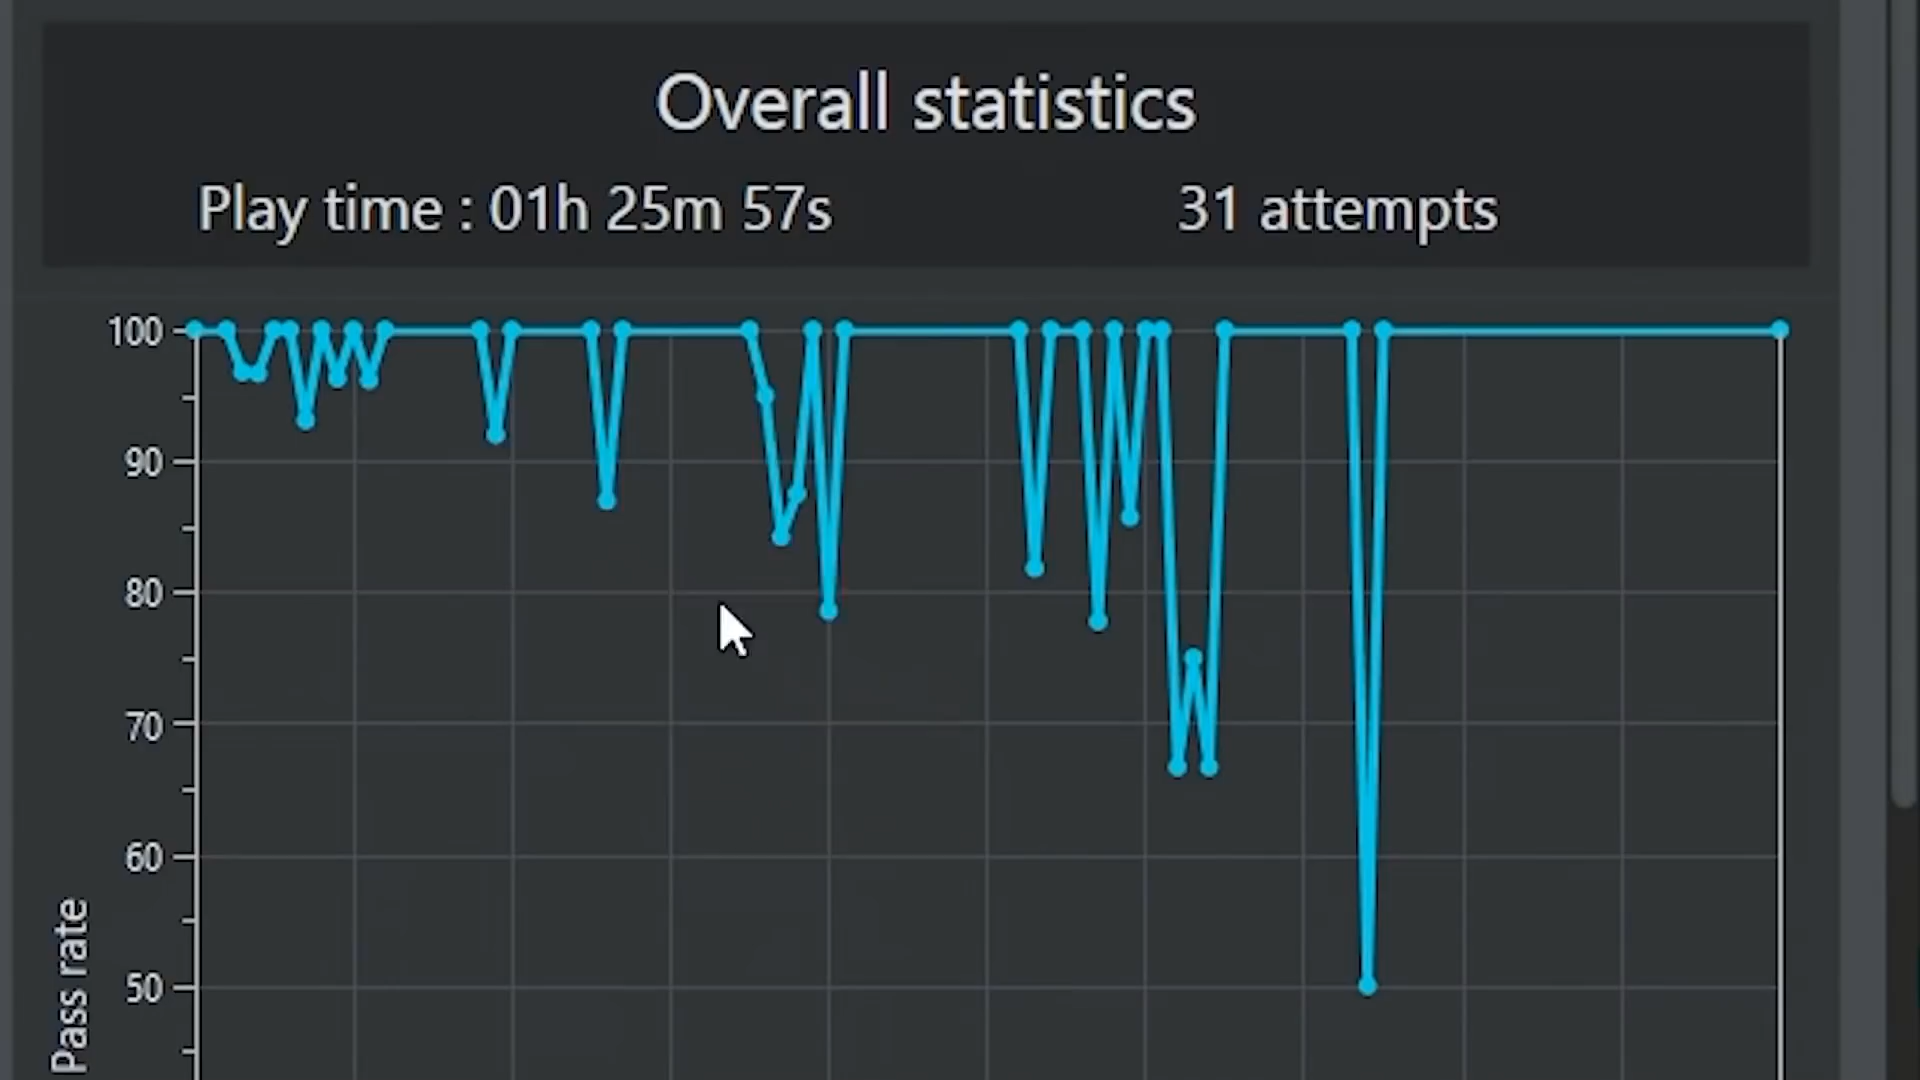 Overall statistics
Play time : 01h 25m 57s
31 attempts
100
90
80
70
60
50
Pass rate